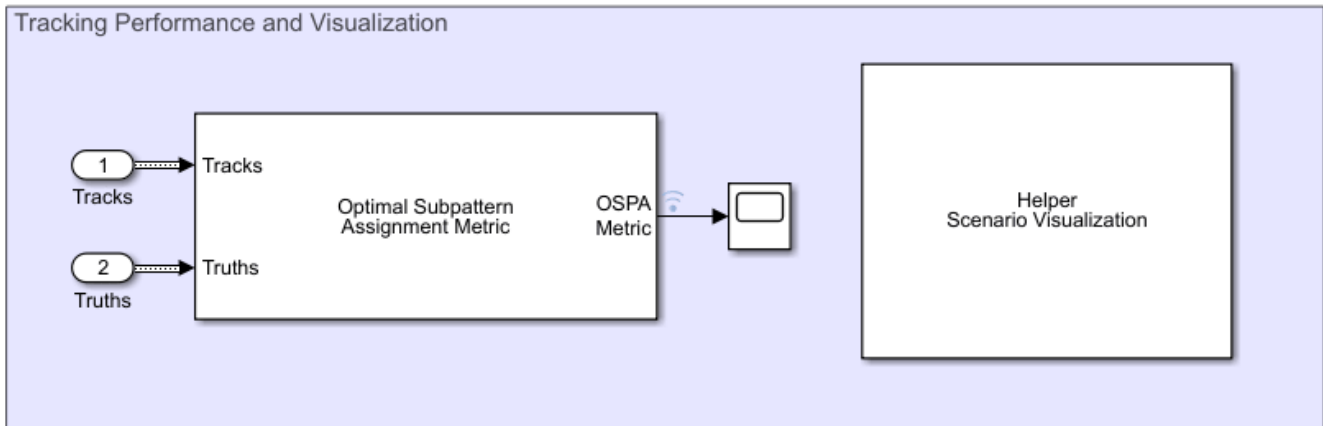 Tracking Performance and Visualization
1
Tracks
2
Truths
Tracks
Truths
Optimal Subpattern
Assignment Metric
OSPA
Metric
Helper
Scenario Visualization